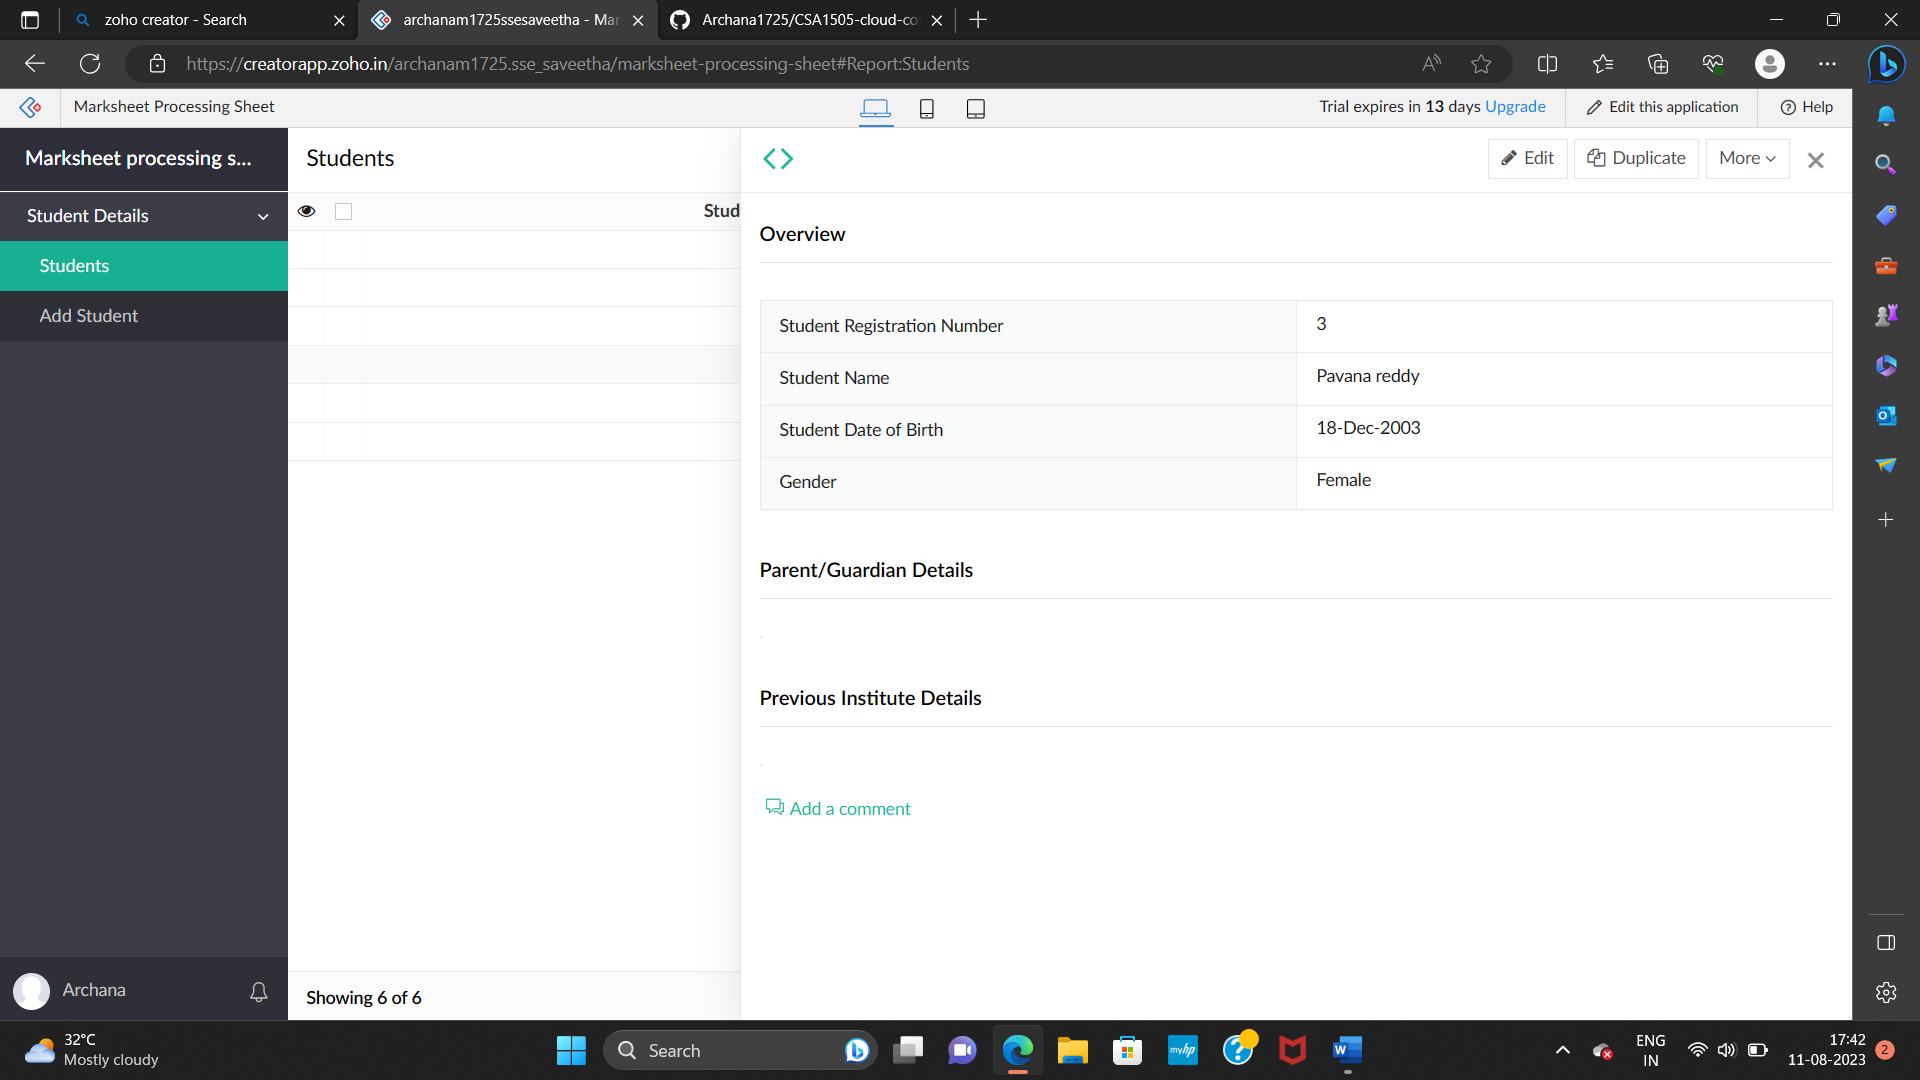 zoho creator - Search
archanam1725ssesaveetha - Ma
Archana1725/CSA1505-cloud-co
https://creatorapp.zoho.in/archanam1725.sse_saveetha/marksheet-processing-sheet#Report:Students
Marksheet Processing Sheet
Trial expires in 13 days Upgrade
Edit this application
Help
Marksheet processing s...
Students
Edit
Duplicate
More
Student Details
Stud
Students
Add Student
Overview
Student Registration Number
3
Student Name
Pavana reddy
Student Date of Birth
18-Dec-2003
Gender
Female
Parent/Guardian Details
Previous Institute Details
Add a comment
Archana
Showing 6 of 6
32°C
Mostly cloudy
Search
myhp
W
ENG
IN
17:42
11-08-2023
2